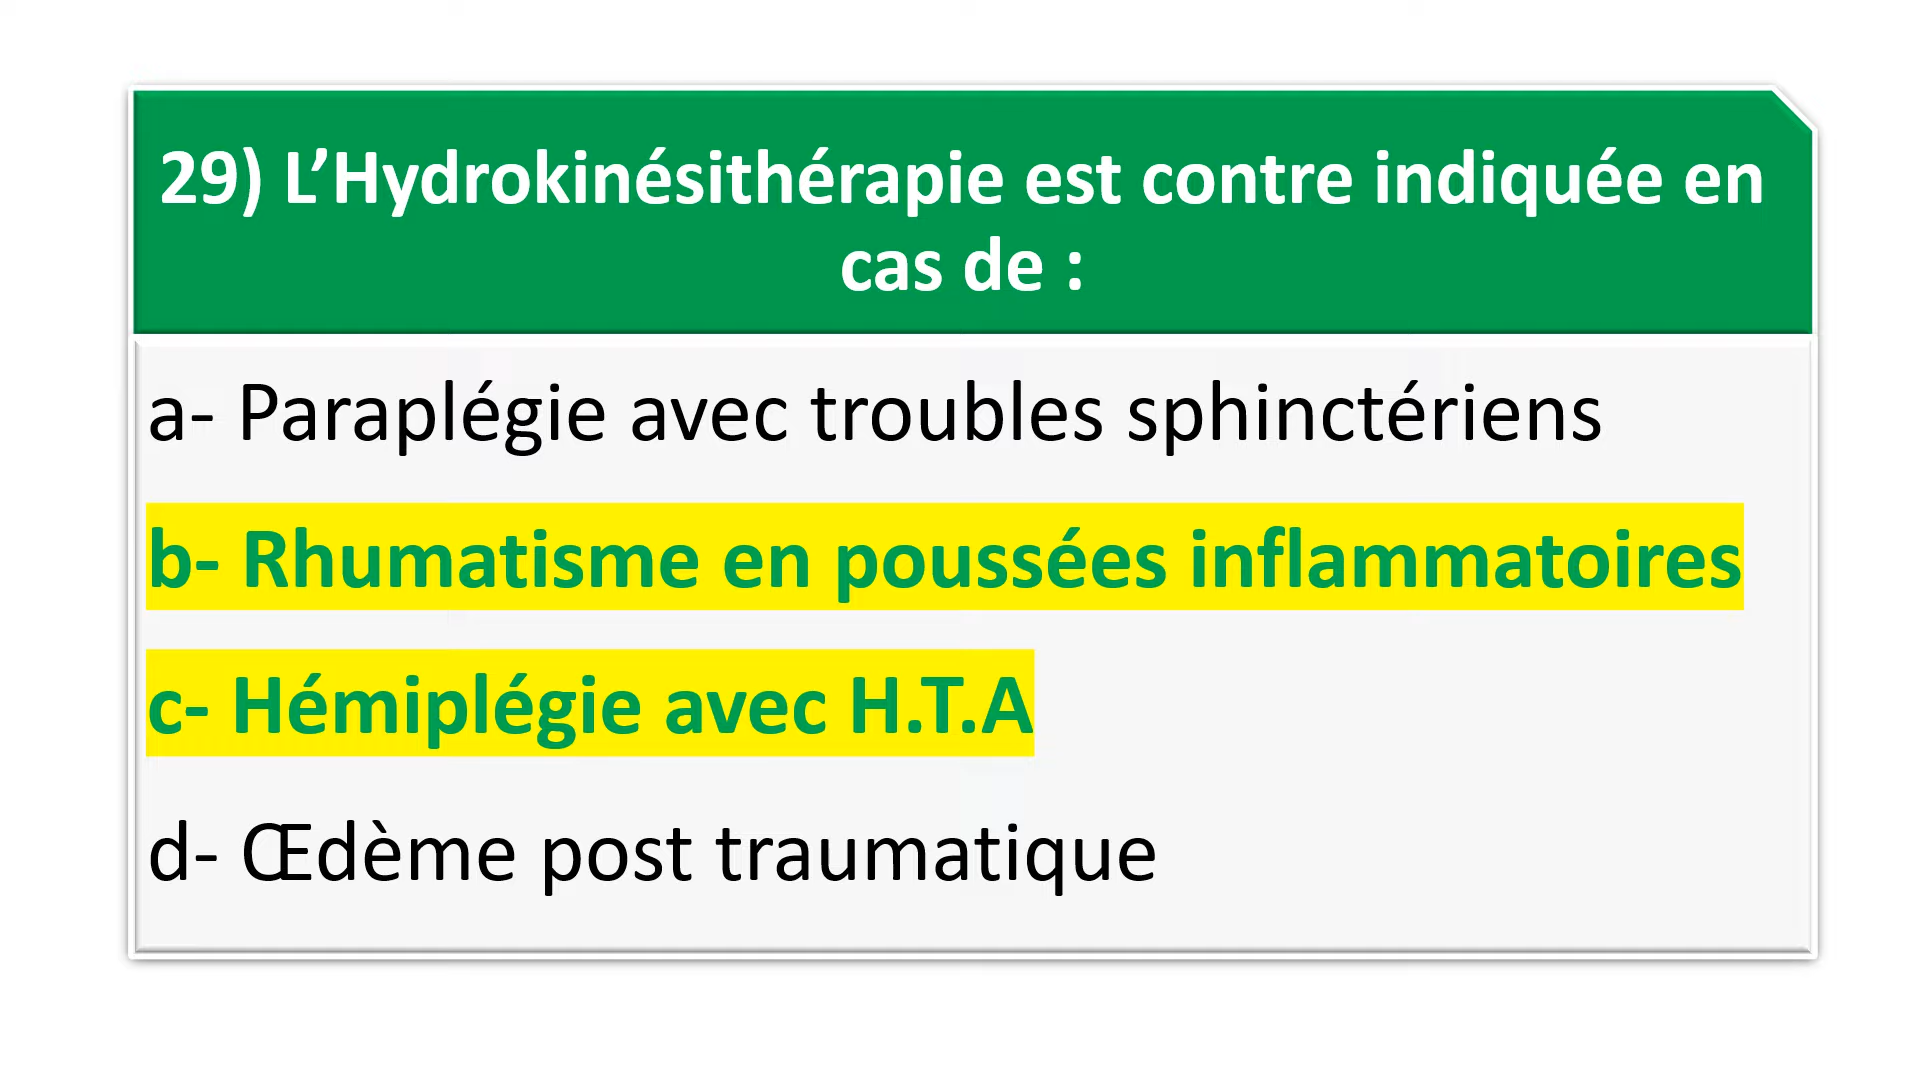 29) L’Hydrokinésithérapie est contre indiquée en
cas de :
a- Paraplégie avec troubles sphinctériens
b- Rhumatisme en poussées inflammatoires
c- Hémiplégie avec H.T.A
d- Œdème post traumatique